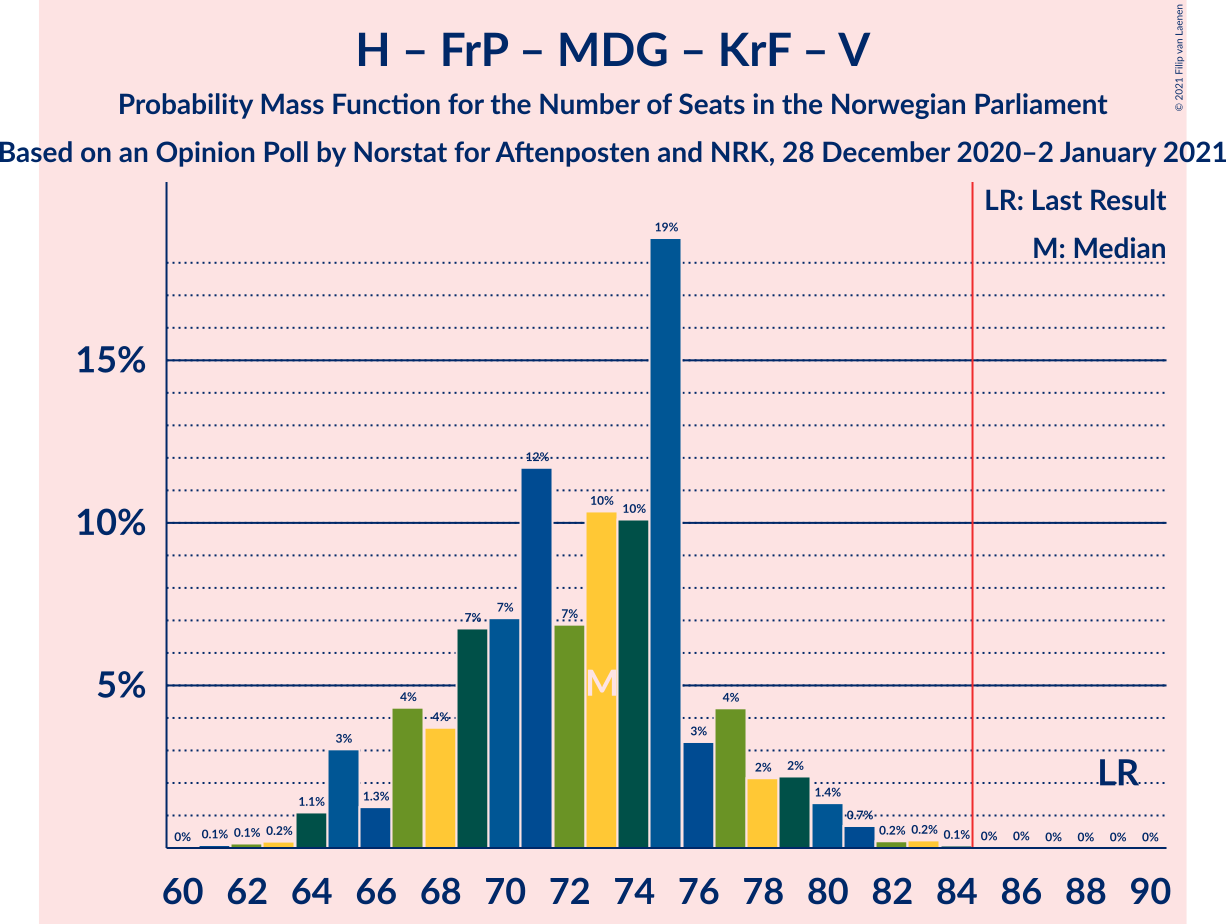 H – FrP – MDG – KrF – V
Probability Mass Function for the Number of Seats in the Norwegian Parliament
Based on an Opinion Poll by Norstat for Aftenposten and NRK, 28 December 2020–2 January 2021
© 2021 Filip van Laenen
LR: Last Result
M: Median
19%
15%
12%
10% 10%
10%
7% 7% 7%
M
5%
4% 4% 4%
3% 3%
LR
2% 2%
1.1% 1.3% 1.4%
0% 0.1% 0.1% 0.2% 0.7% 0.2% 0.2% 0.1% 0% 0% 0% 0% 0% 0%
60 62 64 66 68 70 72 74 76 78 80 82 84 86 88 90